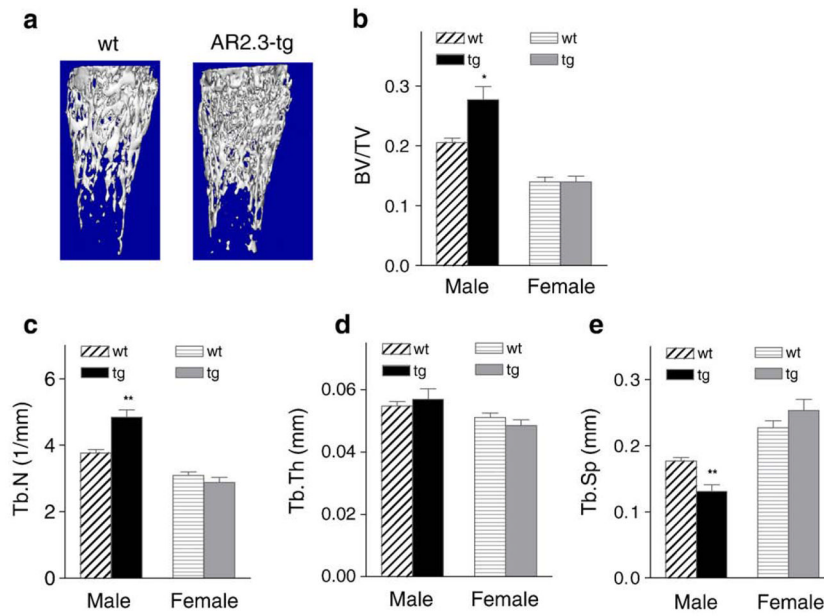 a
wt
AR2.3-tg
b
wt
wt
tg
tg
*
BV/TV
0.3
0.2
0.1
0.0
Male
Female
c
wt
wt
tg
tg
**
Tb.N (1/mm)
6
4
2
0
Male
Female
d
wt
wt
tg
tg
Tb.Th (mm)
0.06
0.04
0.02
0.00
Male
Female
e
wt
wt
tg
tg
**
Tb.Sp (mm)
0.3
0.2
0.1
0.0
Male
Female